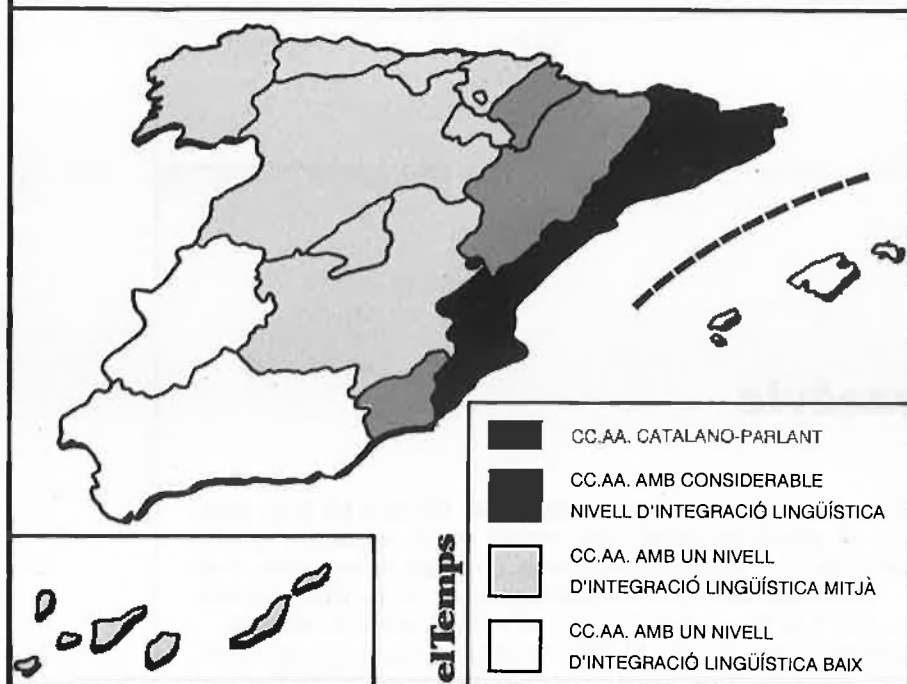 CC.AA. CATALANO-PARLANT
CC.AA. AMB CONSIDERABLE
NIVELL D'INTEGRACIÓ LINGÜÍSTICA
CC.AA. AMB UN NIVELL
D'INTEGRACIÓ LINGÜÍSTICA MITJÀ
CC.AA. AMB UN NIVELL
D'INTEGRACIÓ LINGÜÍSTICA BAIX
elTemps